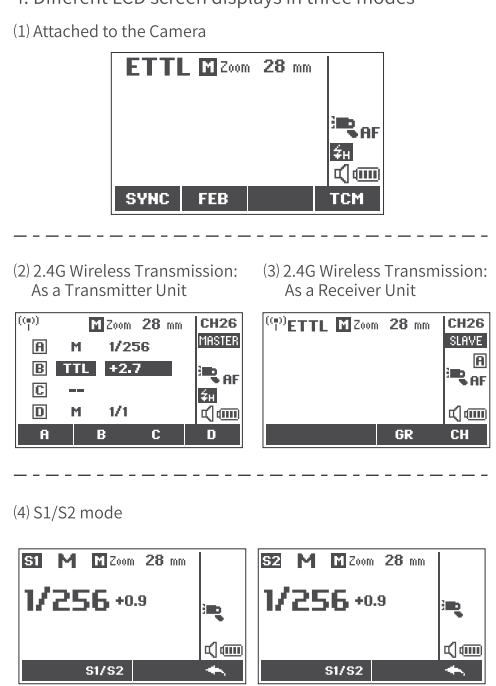 4. Different LCD screen displays in three modes
(1) Attached to the Camera
ETTL M Zoom 28 mm
AF
H
SYNC FEB TCM
(2) 2.4G Wireless Transmission:
As a Transmitter Unit
M Zoom 28 mm CH26
A M 1/256 MASTER
B TTL +2.7
AF
C --
H
D M 1/1
A B C D
(3) 2.4G Wireless Transmission:
As a Receiver Unit
ETTL M Zoom 28 mm CH26
SLAVE
A
AF
GR CH
(4) S1/S2 mode
S1 M M Zoom 28 mm
1/256 +0.9
S1/S2
S2 M M Zoom 28 mm
1/256 +0.9
S1/S2